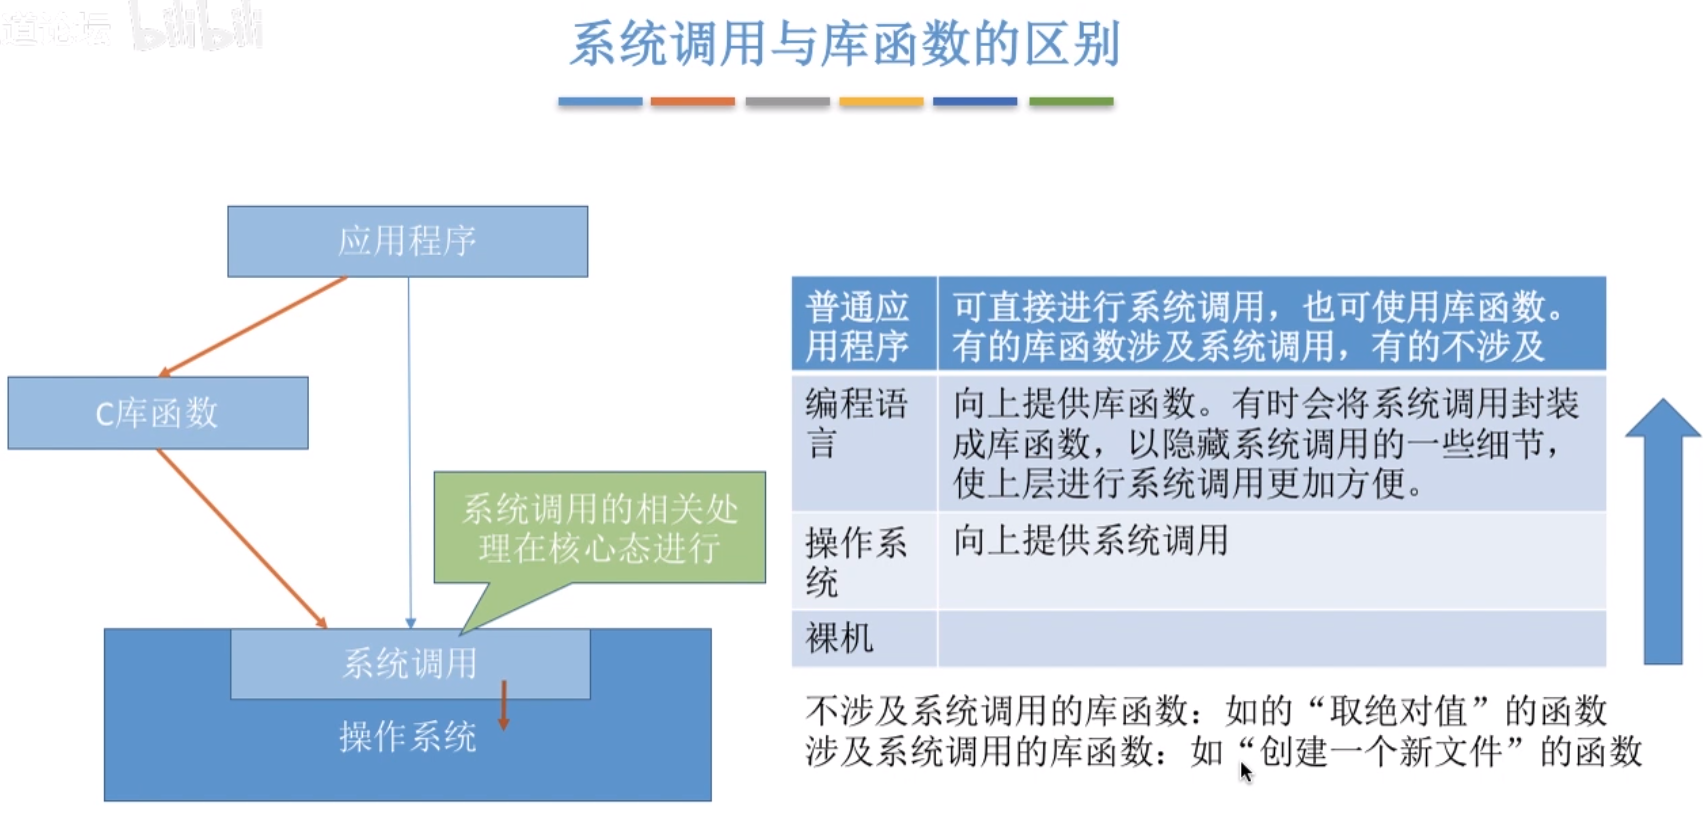 道论坛 bilibili
系统调用与库函数的区别
应用程序
C库函数
系统调用的相关处
理在核心态进行
系统调用
操作系统
普通应
用程序
可直接进行系统调用，也可使用库函数。
有的库函数涉及系统调用，有的不涉及
编程语
言
向上提供库函数。有时会将系统调用封装
成库函数，以隐藏系统调用的一些细节，
使上层进行系统调用更加方便。
操作系
统
向上提供系统调用
裸机
不涉及系统调用的库函数：如的“取绝对值”的函数
涉及系统调用的库函数：如“创建一个新文件”的函数